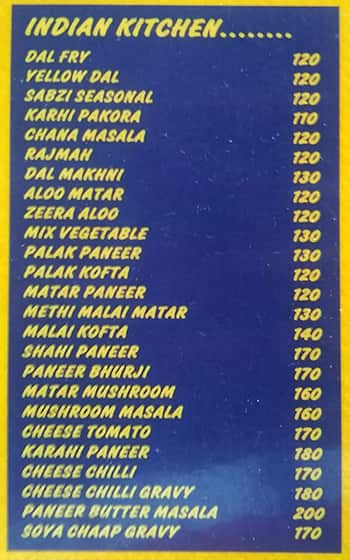 INDIAN KITCHEN........
DAL FRY 120
YELLOW DAL 120
SABZI SEASONAL 120
KARHI PAKORA 110
CHANA MASALA 120
RAJMAH 120
DAL MAKHNI 130
ALOO MATAR 120
ZEERA ALOO 120
MIX VEGETABLE 130
PALAK PANEER 130
PALAK KOFTA 120
MATAR PANEER 120
METHI MALAI MATAR 130
MALAI KOFTA 140
SHAHI PANEER 170
PANEER BHURJI 170
MATAR MUSHROOM 160
MUSHROOM MASALA 160
CHEESE TOMATO 170
KARAHI PANEER 180
CHEESE CHILLI 170
CHEESE CHILLI GRAVY 180
PANEER BUTTER MASALA 200
SOYA CHAAP GRAVY 170